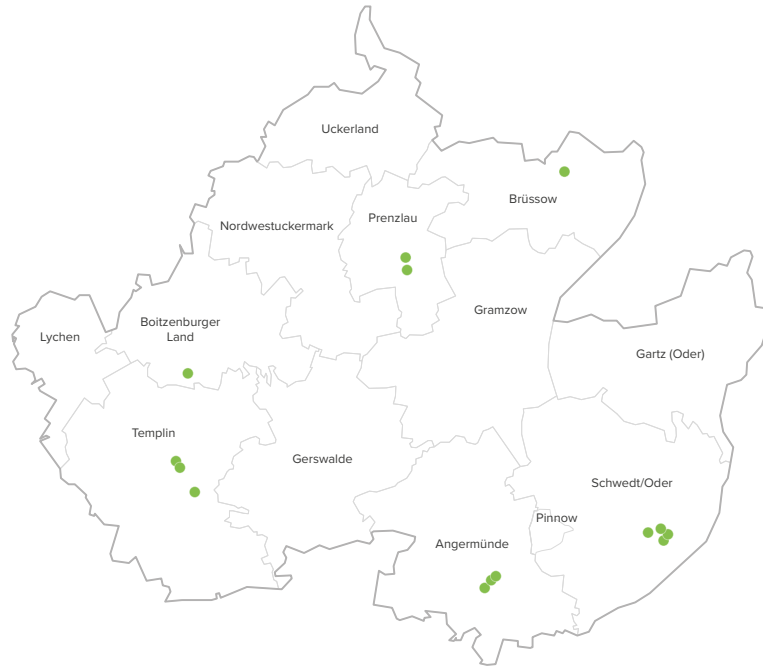 Uckerland
Brüssow
Prenzlau
Nordwestuckermark
Gramzow
Boitzenburger
Land
Lychen
Gartz (Oder)
Templin
Gerswalde
Schwedt/Oder
Pinnow
Angermünde